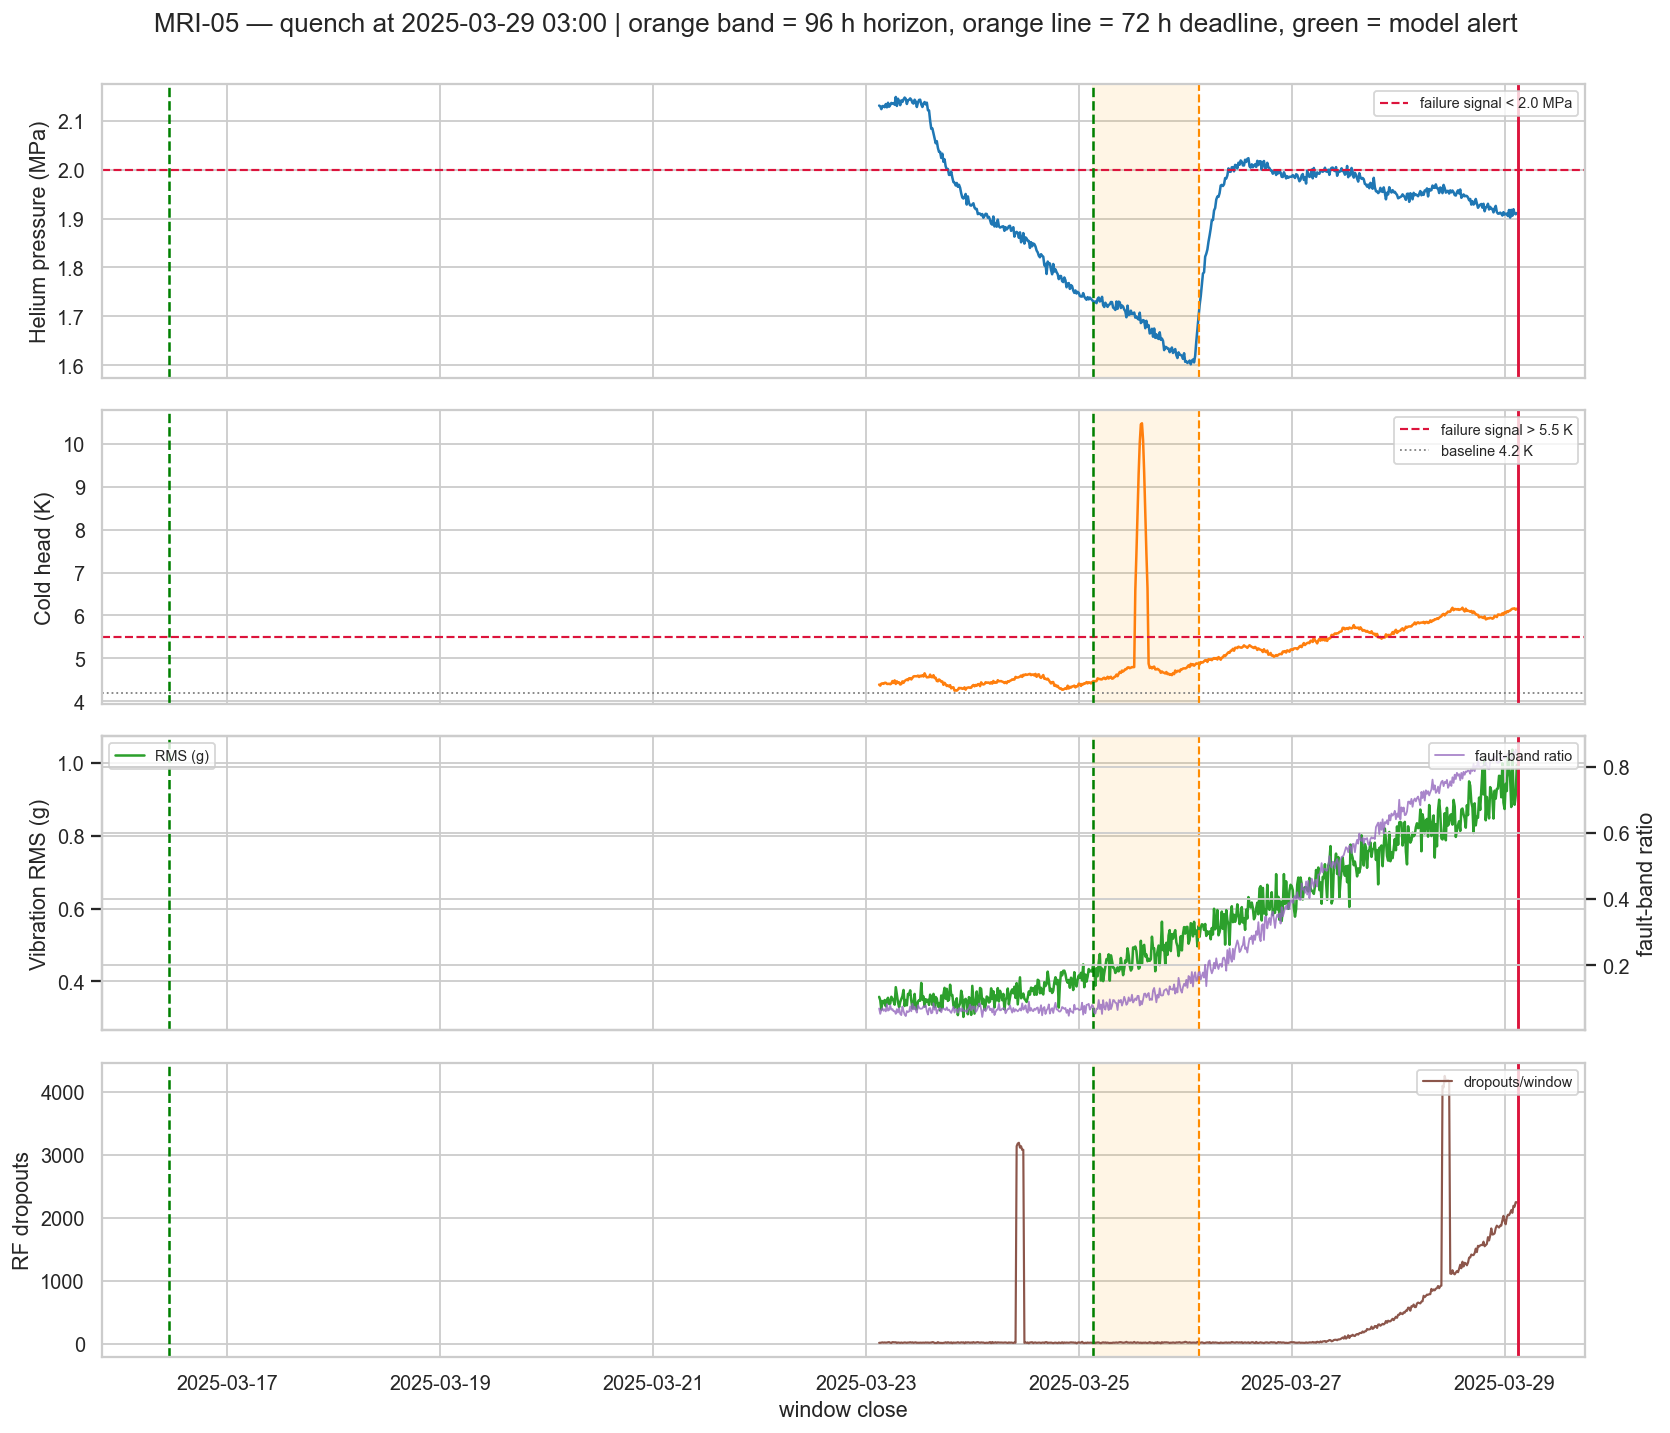 MRI-05 — quench at 2025-03-29 03:00 | orange band = 96 h horizon, orange line = 72 h deadline, green = model alert
Helium pressure (MPa)
2.1
2.0
1.9
1.8
1.7
1.6
failure signal < 2.0 MPa
Cold head (K)
10
9
8
7
6
5
4
failure signal > 5.5 K
baseline 4.2 K
Vibration RMS (g)
1.0
0.8
0.6
0.4
RMS (g)
fault-band ratio
0.8
0.6
0.4
0.2
fault-band ratio
RF dropouts
4000
3000
2000
1000
0
dropouts/window
2025-03-17
2025-03-19
2025-03-21
2025-03-23
2025-03-25
2025-03-27
2025-03-29
window close